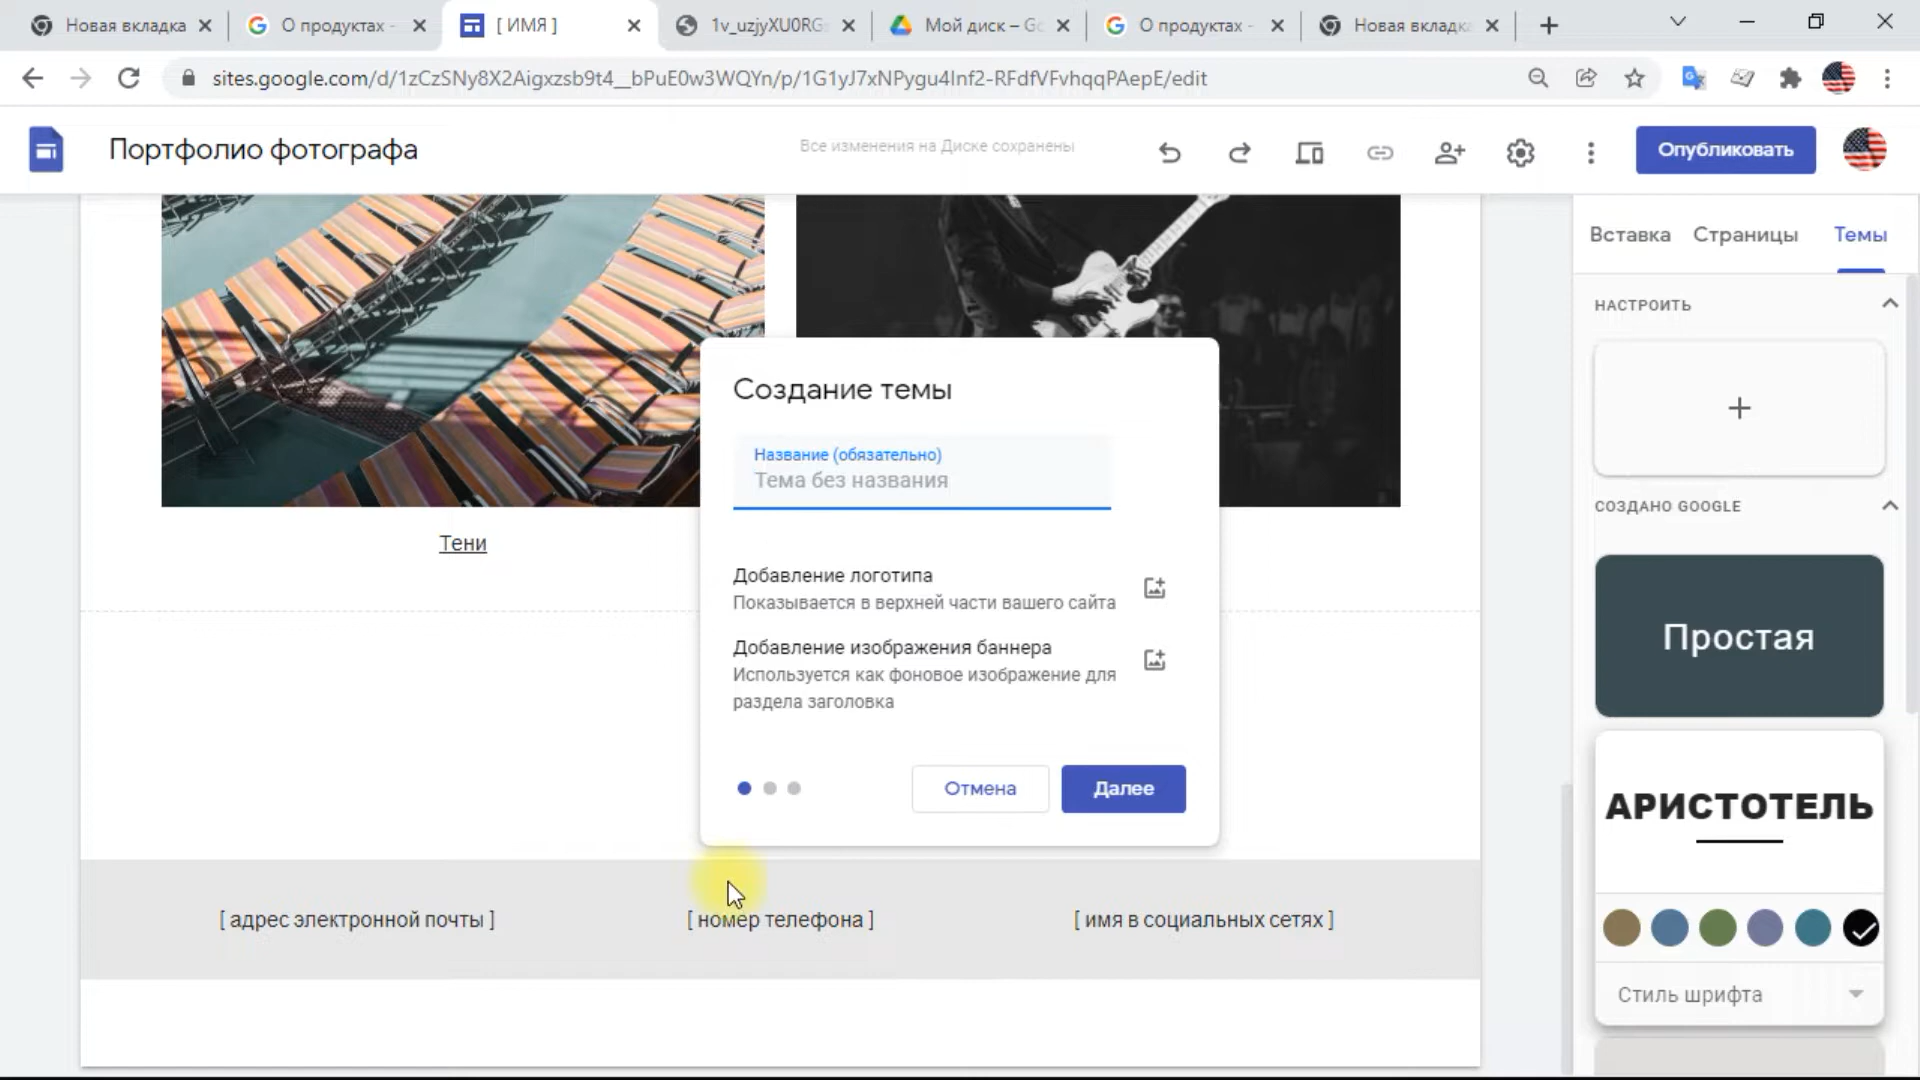 Новая вкладка
О продуктах -
[ ИМЯ ]
1v_uzjyXU0RG
Мой диск – Go
О продуктах -
Новая вкладка
sites.google.com/d/1zCzSNy8X2Aigxzsb9t4__bPuE0w3WQYn/p/1G1yJ7xNPygu4lnf2-RFdfVFvhqqPAepE/edit
Портфолио фотографа
Все изменения на Диске сохранены
Опубликовать
Вставка
Страницы
Темы
НАСТРОИТЬ
СОЗДАНО GOOGLE
Простая
АРИСТОТЕЛЬ
Стиль шрифта
Создание темы
Название (обязательно)
Тема без названия
Добавление логотипа
Показывается в верхней части вашего сайта
Добавление изображения баннера
Используется как фоновое изображение для
раздела заголовка
Отмена
Далее
Тени
[ адрес электронной почты ]
[ номер телефона ]
[ имя в социальных сетях ]